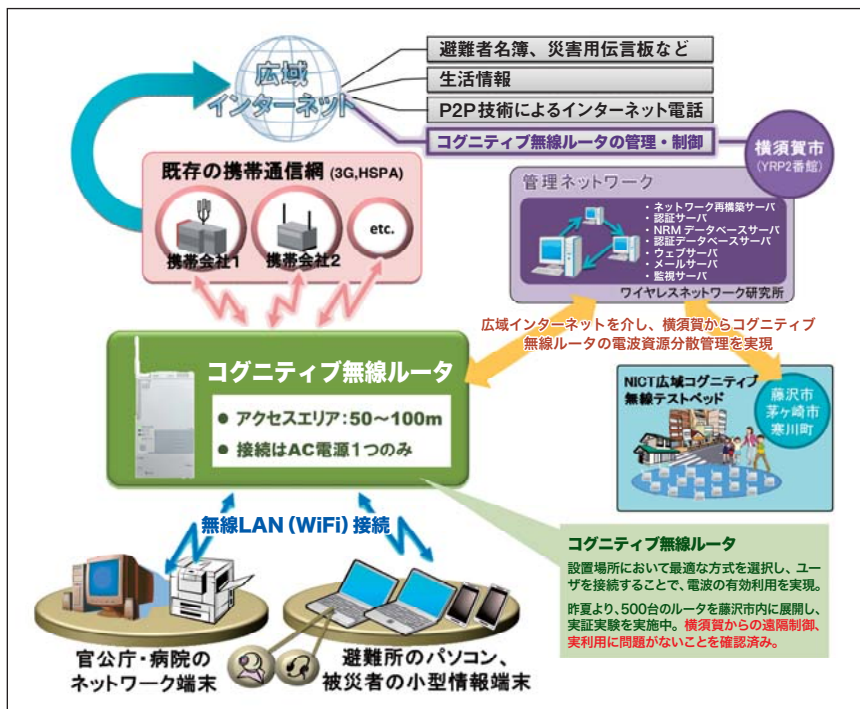 広域
インターネット
避難者名簿、災害用伝言板など
生活情報
P2P技術によるインターネット電話
コグニティブ無線ルータの管理・制御
横須賀市
(YRP2番館)
既存の携帯通信網 (3G,HSPA)
携帯会社1
携帯会社2
etc.
管理ネットワーク
・ネットワーク再構築サーバ
・認証サーバ
・NRMデータベースサーバ
・認証データベースサーバ
・ウェブサーバ
・メールサーバ
・監視サーバ
ワイヤレスネットワーク研究所
広域インターネットを介し、横須賀からコグニティブ
無線ルータの電波資源分散管理を実現
コグニティブ無線ルータ
● アクセスエリア:50～100m
● 接続はAC電源1つのみ
NICT広域コグニティブ
無線テストベッド
藤沢市
茅ヶ崎市
寒川町
無線LAN(WiFi)接続
官公庁・病院の
ネットワーク端末
避難所のパソコン、
被災者の小型情報端末
コグニティブ無線ルータ
設置場所において最適な方式を選択し、ユー
ザを接続することで、電波の有効利用を実現。
昨夏より、500台のルータを藤沢市内に展開し、
実証実験を実施中。横須賀からの遠隔制御、
実利用に問題がないことを確認済み。